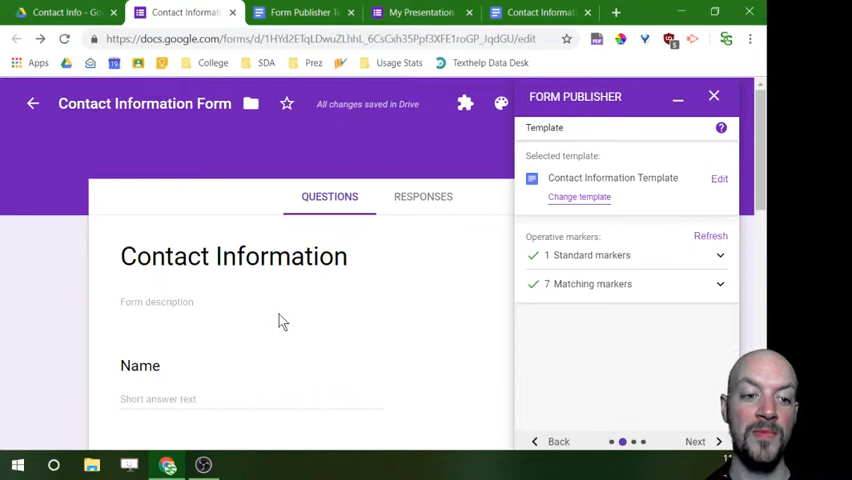 Contact Info - Go
Contact Informati
Form Publisher Te
My Presentation
Contact Informat
https://docs.google.com/forms/d/1HYd2ETqLDwuZLhhL_6CsCxh35Ppf3XFE1roGP_JqdGU/edit
Apps
19
College
SDA
Prez
Usage Stats
Texthelp Data Desk
Contact Information Form
All changes saved in Drive
FORM PUBLISHER
Template
Selected template:
Contact Information Template
Edit
Change template
QUESTIONS
RESPONSES
Operative markers:
Refresh
1 Standard markers
7 Matching markers
Contact Information
Form description
Name
Short answer text
Back
Next